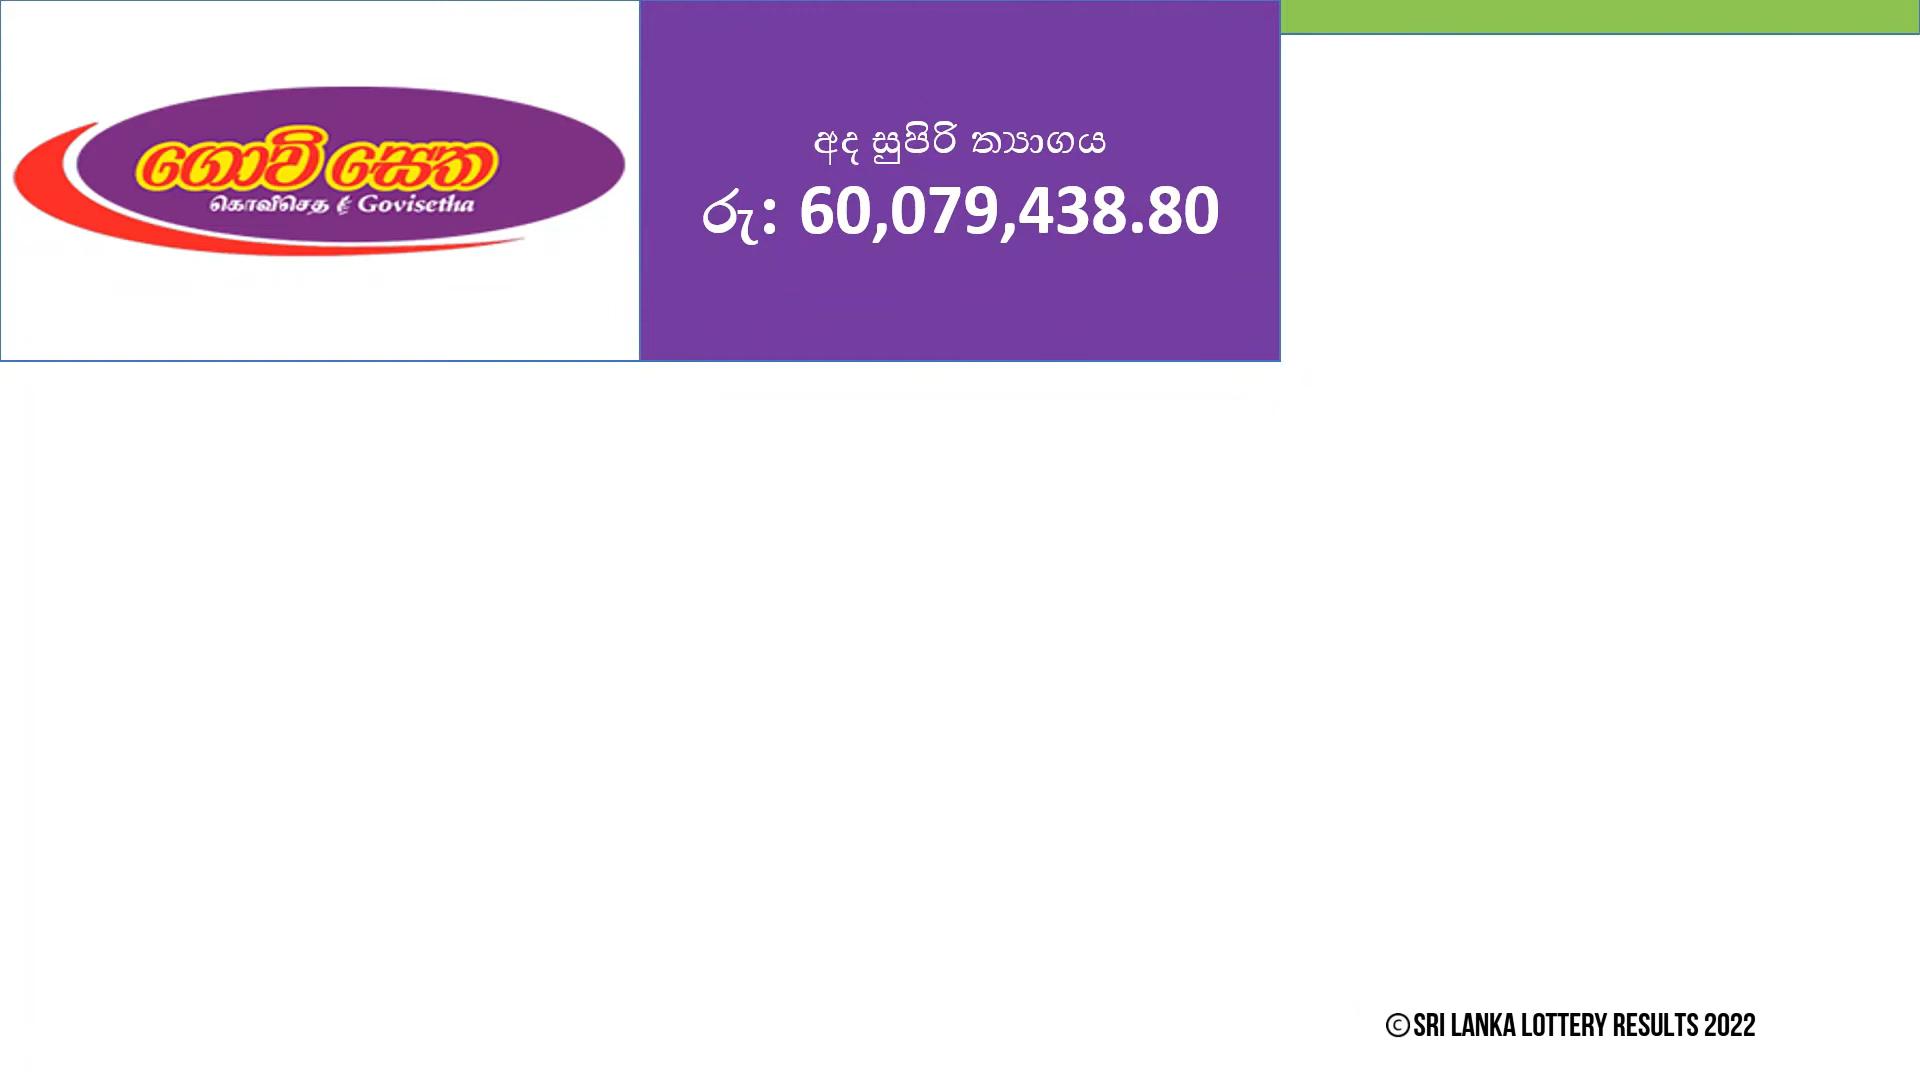 ගොවි සෙත
கொவிசெத Govisetha
අද සුපිරි ත්‍යාගය
රු: 60,079,438.80
©SRI LANKA LOTTERY RESULTS 2022